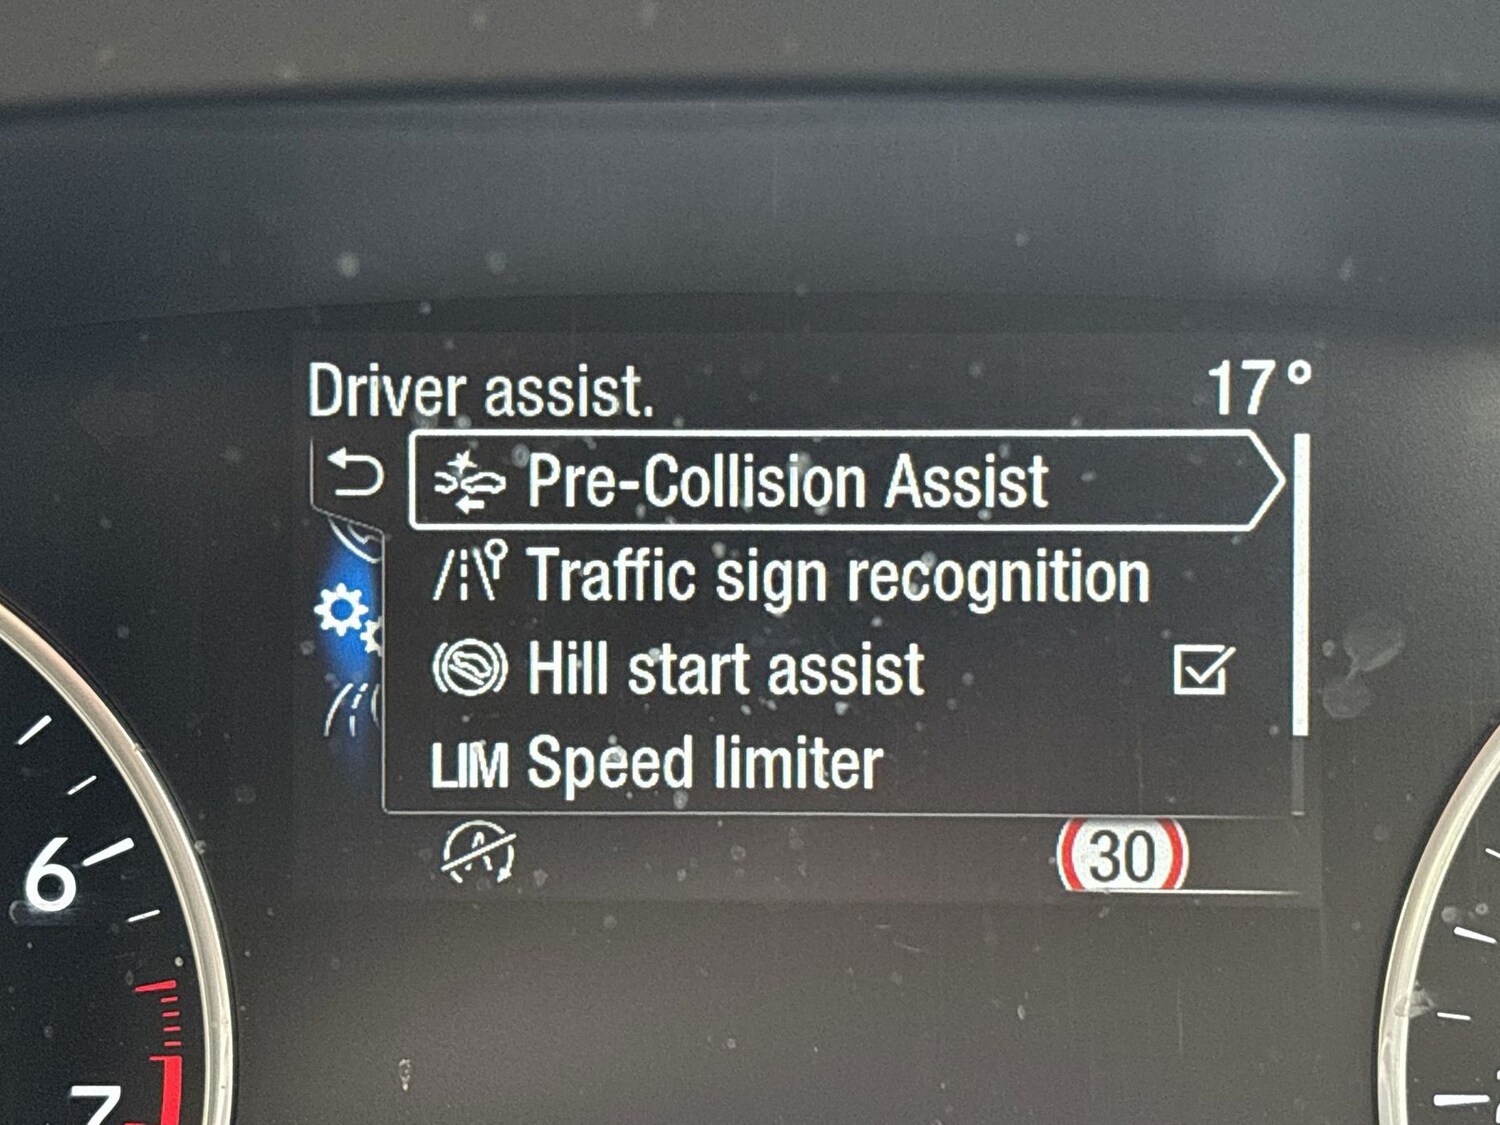 Driver assist. 17°
Pre-Collision Assist
Traffic sign recognition
Hill start assist
LIM Speed limiter
A 30
6
7